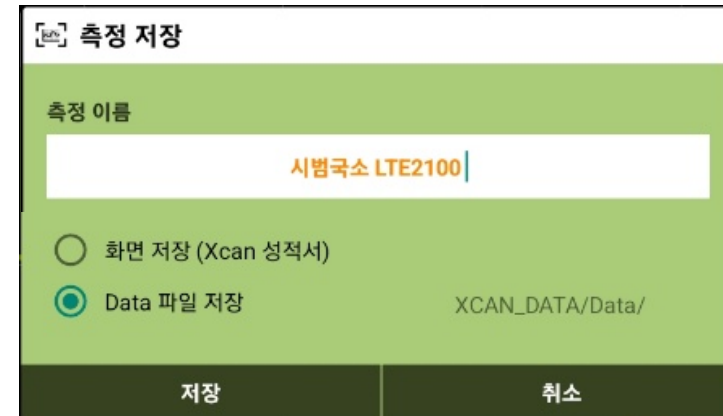 측정 저장
측정 이름
시범국소 LTE2100
화면 저장 (Xcan 성적서)
Data 파일 저장 XCAN_DATA/Data/
저장 취소